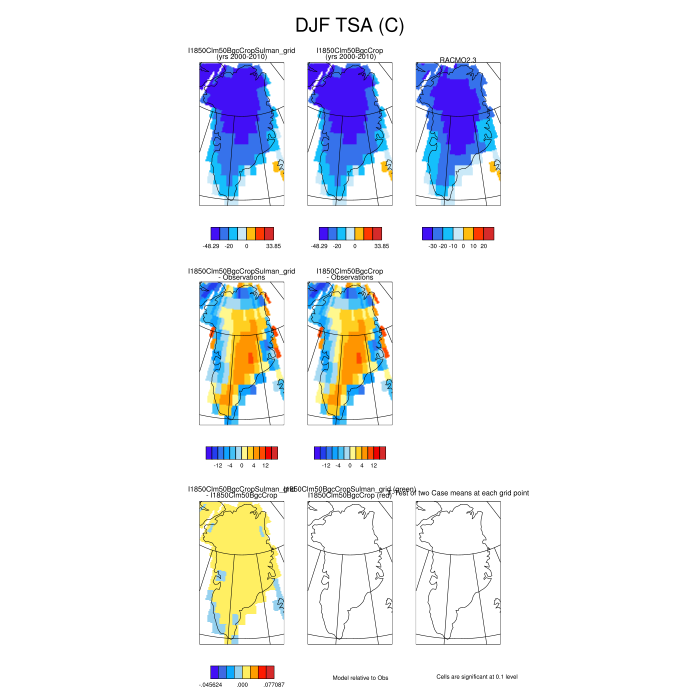 DJF TSA (C)
I1850Clm50BgcCropSulman_grid
(yrs 2000-2010)
I1850Clm50BgcCrop
(yrs 2000-2010)
RACMO2.3
-48.29 -20 0 33.85
-48.29 -20 0 33.85
-30 -20 -10 0 10 20
I1850Clm50BgcCropSulman_grid
- Observations
I1850Clm50BgcCrop
- Observations
-12 -4 0 4 12
-12 -4 0 4 12
I1850Clm50BgcCropSulman_grid
- I1850Clm50BgcCrop
I1850Clm50BgcCropSulman_grid (green)
I1850Clm50BgcCrop (red)
T-Test of two Case means at each grid point
-.045624 .000 .077087
Model relative to Obs
Cells are significant at 0.1 level